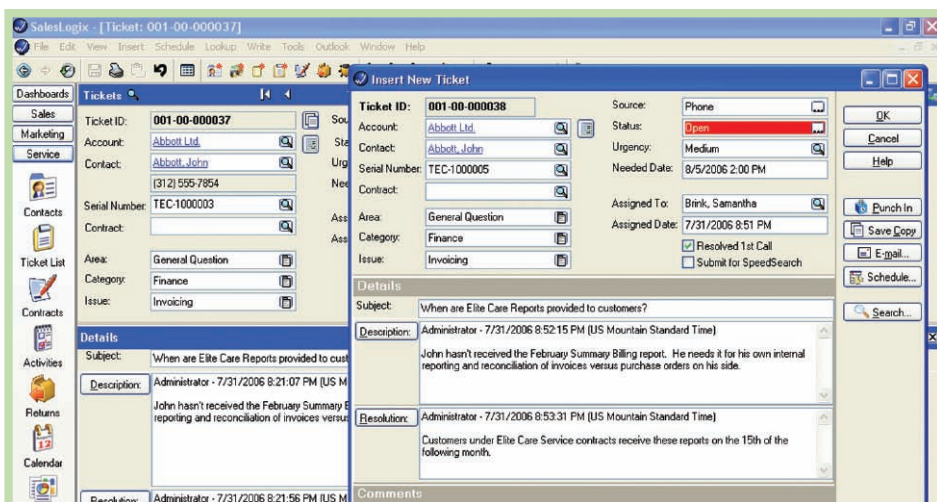 SalesLogix - [Ticket: 001-00-000037]
File Edit View Insert Schedule Lookup Write Tools Outlook Window Help
Dashboards
Sales
Marketing
Service
Contacts
Ticket List
Contracts
Activities
Returns
Calendar
Tickets
Ticket ID: 001-00-000037
Account: Abbott Ltd.
Contact: Abbott, John
(312) 555-7854
Serial Number: TEC-1000003
Contract:
Area: General Question
Category: Finance
Issue: Invoicing
Sou
Sta
Urg
Nee
Ass
Ass
Details
Subject: When are Elite Care Reports provided to cust
Description: Administrator - 7/31/2006 8:21:07 PM (US M
John hasn't received the February Summary B
reporting and reconciliation of invoices versus
Resolution: Administrator - 7/31/2006 8:21:56 PM (US M
Insert New Ticket
Ticket ID: 001-00-000038
Account: Abbott Ltd.
Contact: Abbott, John
Serial Number: TEC-1000005
Contract:
Area: General Question
Category: Finance
Issue: Invoicing
Source: Phone
Status: Open
Urgency: Medium
Needed Date: 8/5/2006 2:00 PM
Assigned To: Brink, Samantha
Assigned Date: 7/31/2006 8:51 PM
Resolved 1st Call
Submit for SpeedSearch
OK
Cancel
Help
Punch In
Save Copy
E-mail...
Schedule...
Search...
Details
Subject: When are Elite Care Reports provided to customers?
Description: Administrator - 7/31/2006 8:52:15 PM (US Mountain Standard Time)
John hasn't received the February Summary Billing report. He needs it for his own internal
reporting and reconciliation of invoices versus purchase orders on his side.
Resolution: Administrator - 7/31/2006 8:53:31 PM (US Mountain Standard Time)
Customers under Elite Care Service contracts receive these reports on the 15th of the
following month.
Comments